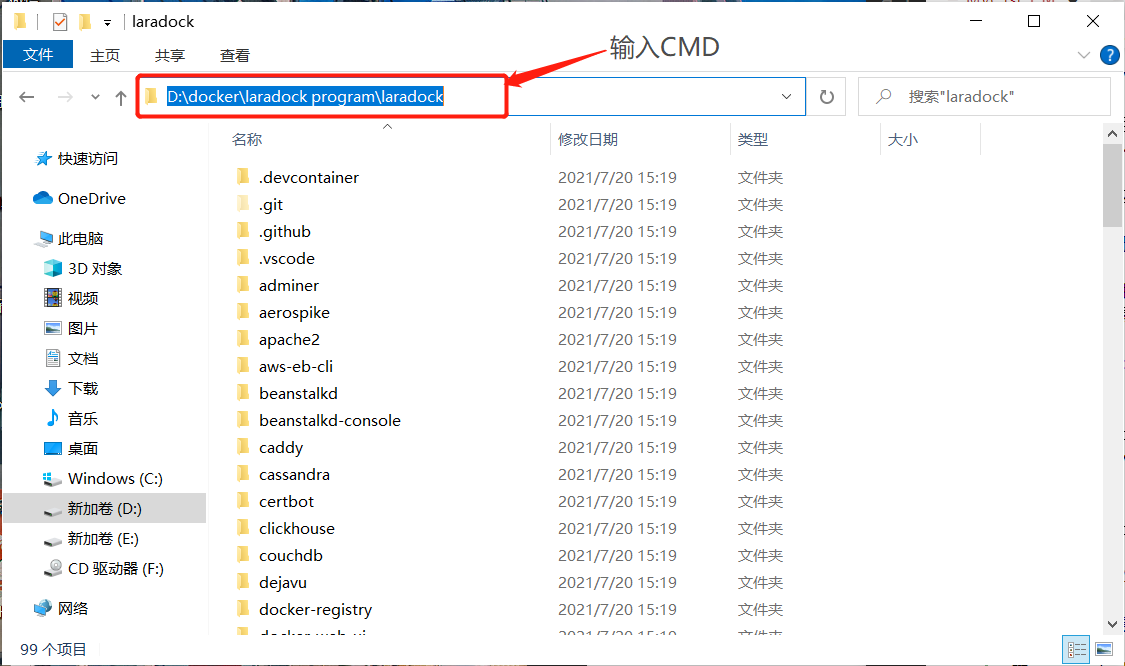 laradock
文件
主页
共享
查看
输入CMD
D:\docker\laradock program\laradock
搜索"laradock"
名称
修改日期
类型
大小
快速访问
OneDrive
此电脑
3D 对象
视频
图片
文档
下载
音乐
桌面
Windows (C:)
新加卷 (D:)
新加卷 (E:)
CD 驱动器 (F:)
网络
.devcontainer 2021/7/20 15:19 文件夹
.git 2021/7/20 15:19 文件夹
.github 2021/7/20 15:19 文件夹
.vscode 2021/7/20 15:19 文件夹
adminer 2021/7/20 15:19 文件夹
aerospike 2021/7/20 15:19 文件夹
apache2 2021/7/20 15:19 文件夹
aws-eb-cli 2021/7/20 15:19 文件夹
beanstalkd 2021/7/20 15:19 文件夹
beanstalkd-console 2021/7/20 15:19 文件夹
caddy 2021/7/20 15:19 文件夹
cassandra 2021/7/20 15:19 文件夹
certbot 2021/7/20 15:19 文件夹
clickhouse 2021/7/20 15:19 文件夹
couchdb 2021/7/20 15:19 文件夹
dejavu 2021/7/20 15:19 文件夹
docker-registry 2021/7/20 15:19 文件夹
99 个项目